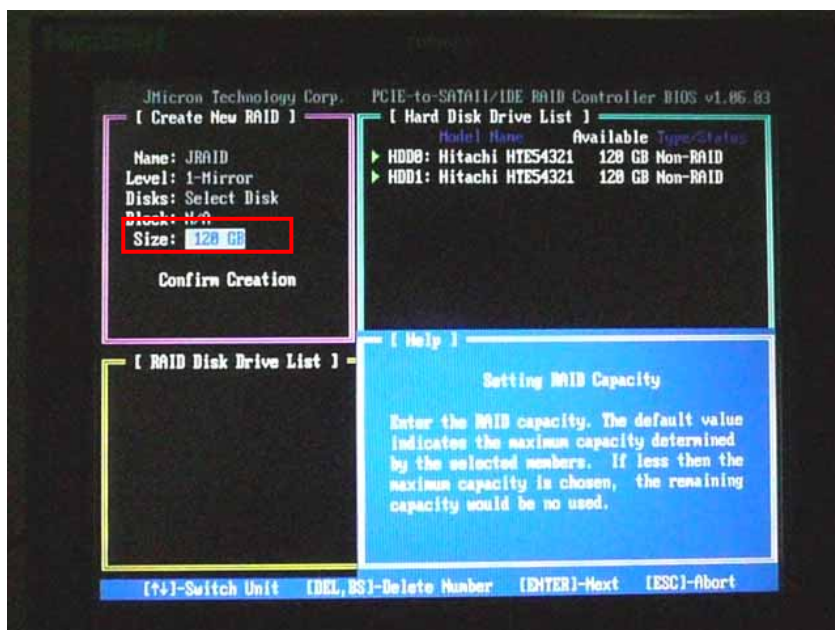 JMicron Technology Corp. PCIE-to-SATAII/IDE RAID Controller BIOS v1.06.03
[ Create New RAID ]
Name: JRAID
Level: 1-Mirror
Disks: Select Disk
Block: N/A
Size: 120 GB
Confirm Creation
[ Hard Disk Drive List ]
Model Name Available Type/Status
HDD0: Hitachi HTE54321 120 GB Non-RAID
HDD1: Hitachi HTE54321 120 GB Non-RAID
[ RAID Disk Drive List ]
[ Help ]
Setting RAID Capacity
Enter the RAID capacity. The default value
indicates the maximum capacity determined
by the selected members. If less then the
maximum capacity is chosen, the remaining
capacity would be no used.
[↑↓]-Switch Unit [DEL,BS]-Delete Number [ENTER]-Next [ESC]-Abort